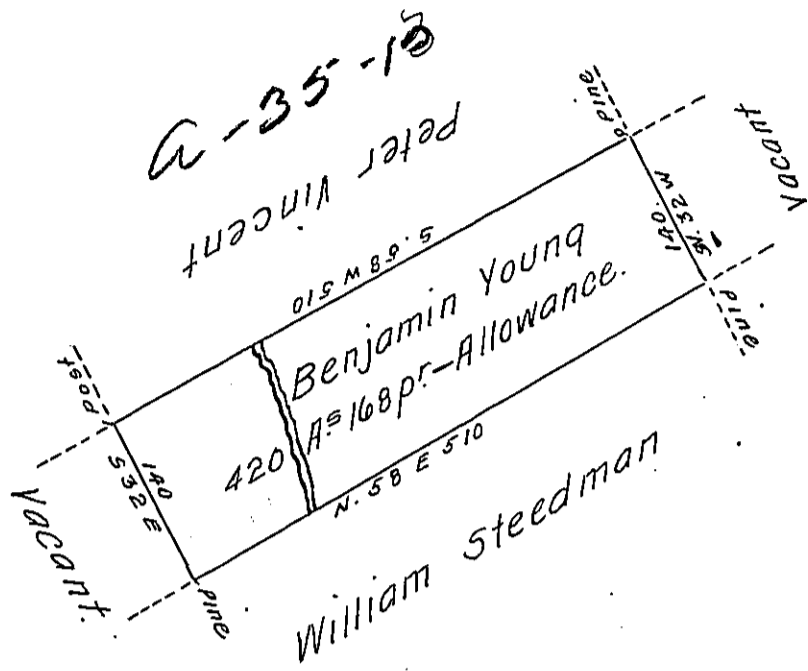 a-35-13
Peter Vincent
P. Pine
Vacant
S. 58 W 510
140.
N. 32 W
Benjamin Young
420 As 168 pr.-Allowance.
Pine
post
140
S 32 E
N. 58 E 510
Vacant.
Pine
William Steedman